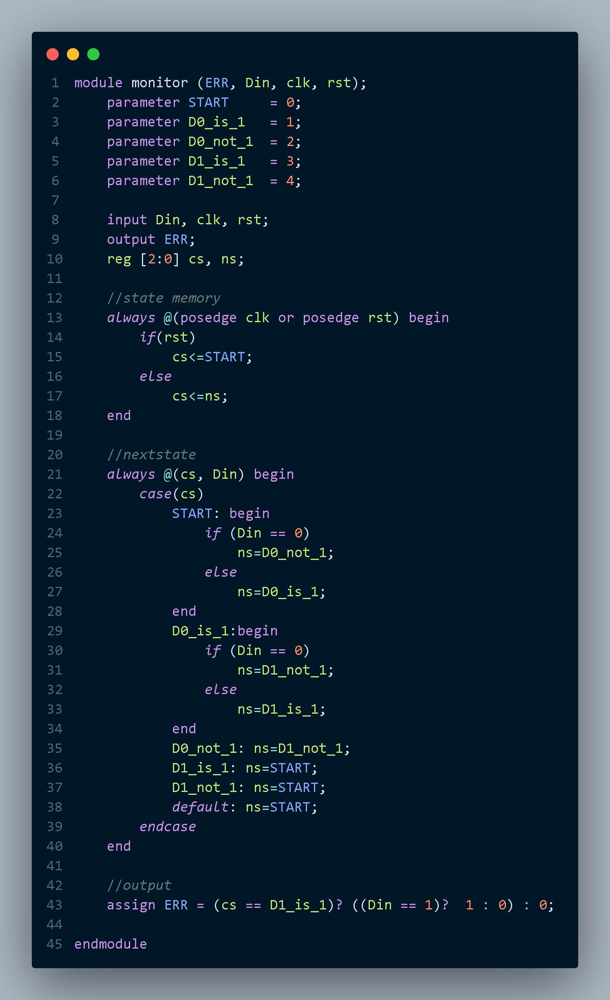 1 module monitor (ERR, Din, clk, rst);
2     parameter START     = 0;
3     parameter D0_is_1   = 1;
4     parameter D0_not_1  = 2;
5     parameter D1_is_1   = 3;
6     parameter D1_not_1  = 4;
7
8     input Din, clk, rst;
9     output ERR;
10     reg [2:0] cs, ns;
11
12     //state memory
13     always @(posedge clk or posedge rst) begin
14         if(rst)
15             cs<=START;
16         else
17             cs<=ns;
18     end
19
20     //nextstate
21     always @(cs, Din) begin
22         case(cs)
23             START: begin
24                 if (Din == 0)
25                     ns=D0_not_1;
26                 else
27                     ns=D0_is_1;
28             end
29             D0_is_1:begin
30                 if (Din == 0)
31                     ns=D1_not_1;
32                 else
33                     ns=D1_is_1;
34             end
35             D0_not_1: ns=D1_not_1;
36             D1_is_1: ns=START;
37             D1_not_1: ns=START;
38             default: ns=START;
39         endcase
40     end
41
42     //output
43     assign ERR = (cs == D1_is_1)? ((Din == 1)?  1 : 0) : 0;
44
45 endmodule